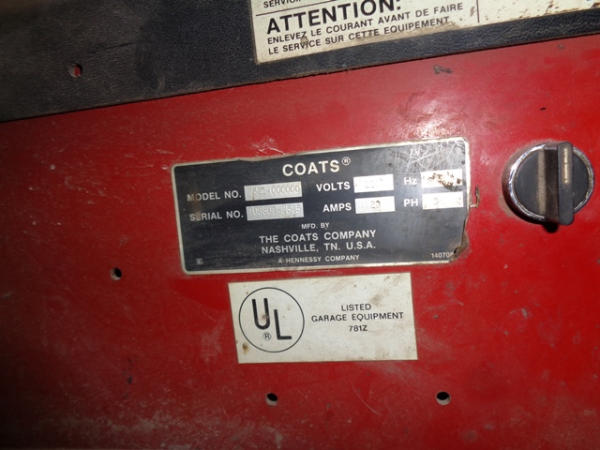 SERVICI
ATTENTION:
ENLEVEZ LE COURANT AVANT DE FAIRE
LE SERVICE SUR CETTE EQUIPEMENT.
COATS®
MODEL NO. VOLTS Hz
SERIAL NO. AMPS PH
MFD. BY
THE COATS COMPANY
NASHVILLE, TN. U.S.A.
A HENNESSY COMPANY
UL®
LISTED
GARAGE EQUIPMENT
781Z